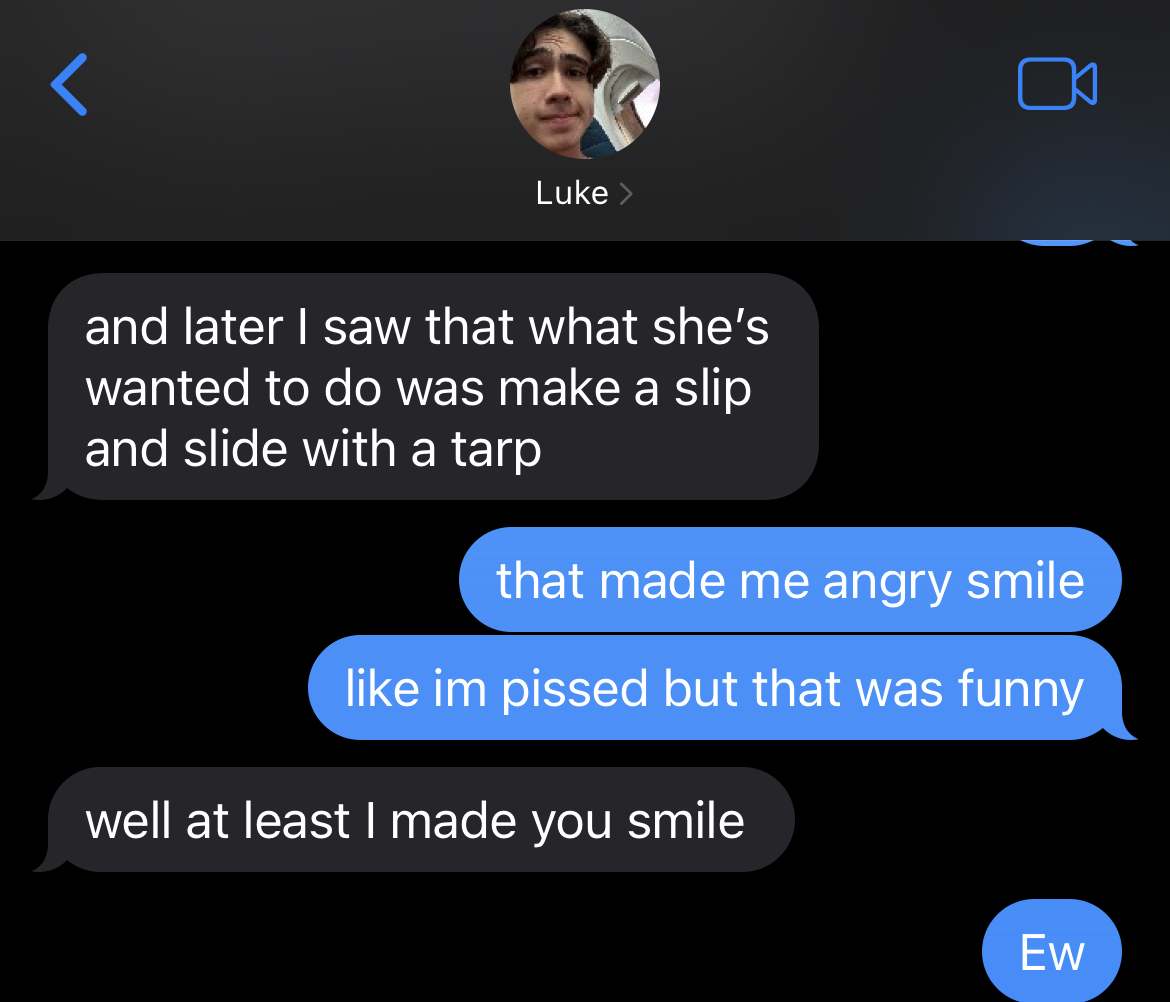 Luke
and later I saw that what she’s
wanted to do was make a slip
and slide with a tarp
that made me angry smile
like im pissed but that was funny
well at least I made you smile
Ew